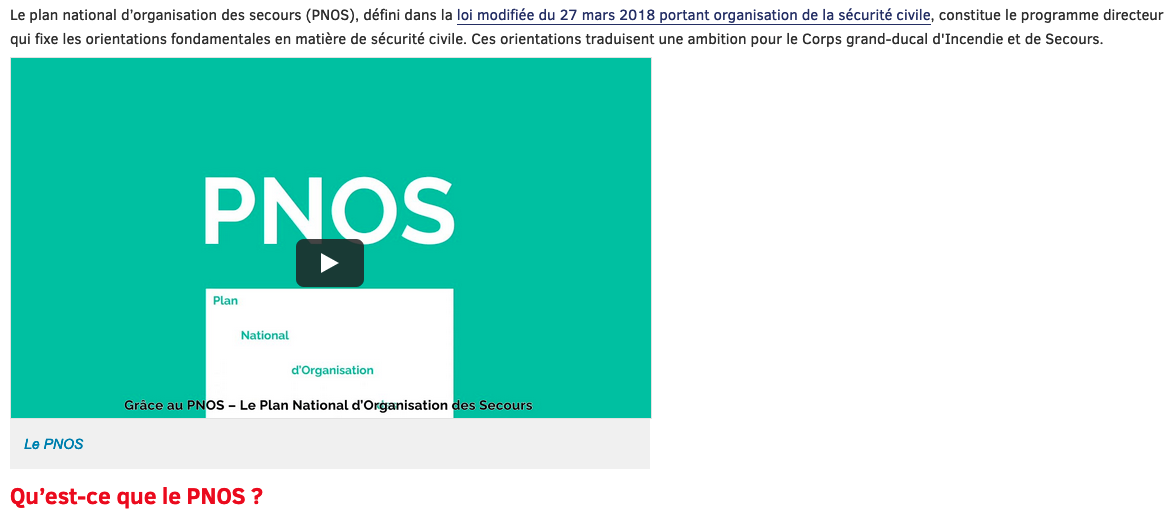 Le plan national d'organisation des secours (PNOS), défini dans la loi modifiée du 27 mars 2018 portant organisation de la sécurité civile, constitue le programme directeur
qui fixe les orientations fondamentales en matière de sécurité civile. Ces orientations traduisent une ambition pour le Corps grand-ducal d'Incendie et de Secours.
PNOS
Plan
National
d'Organisation
Grâce au PNOS – Le Plan National d'Organisation des Secours
Le PNOS
Qu'est-ce que le PNOS ?